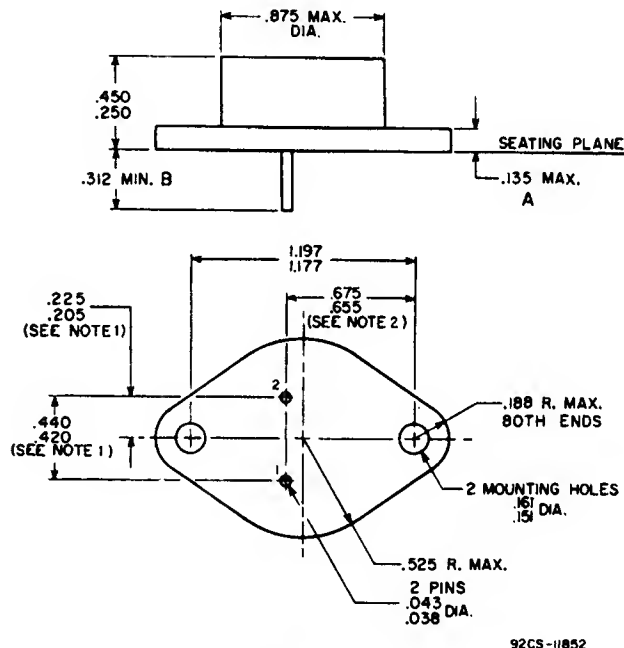 .875 MAX.
DIA.
.450
.250
SEATING PLANE
.312 MIN. B
.135 MAX.
A
1.197
1.177
.225
.205
(SEE NOTE 1)
.675
.655
(SEE NOTE 2)
2
.440
.420
(SEE NOTE 1)
.188 R. MAX.
BOTH ENDS
1
2 MOUNTING HOLES
.161
.151 DIA.
.525 R. MAX.
2 PINS
.043
.038 DIA.
92CS-11852